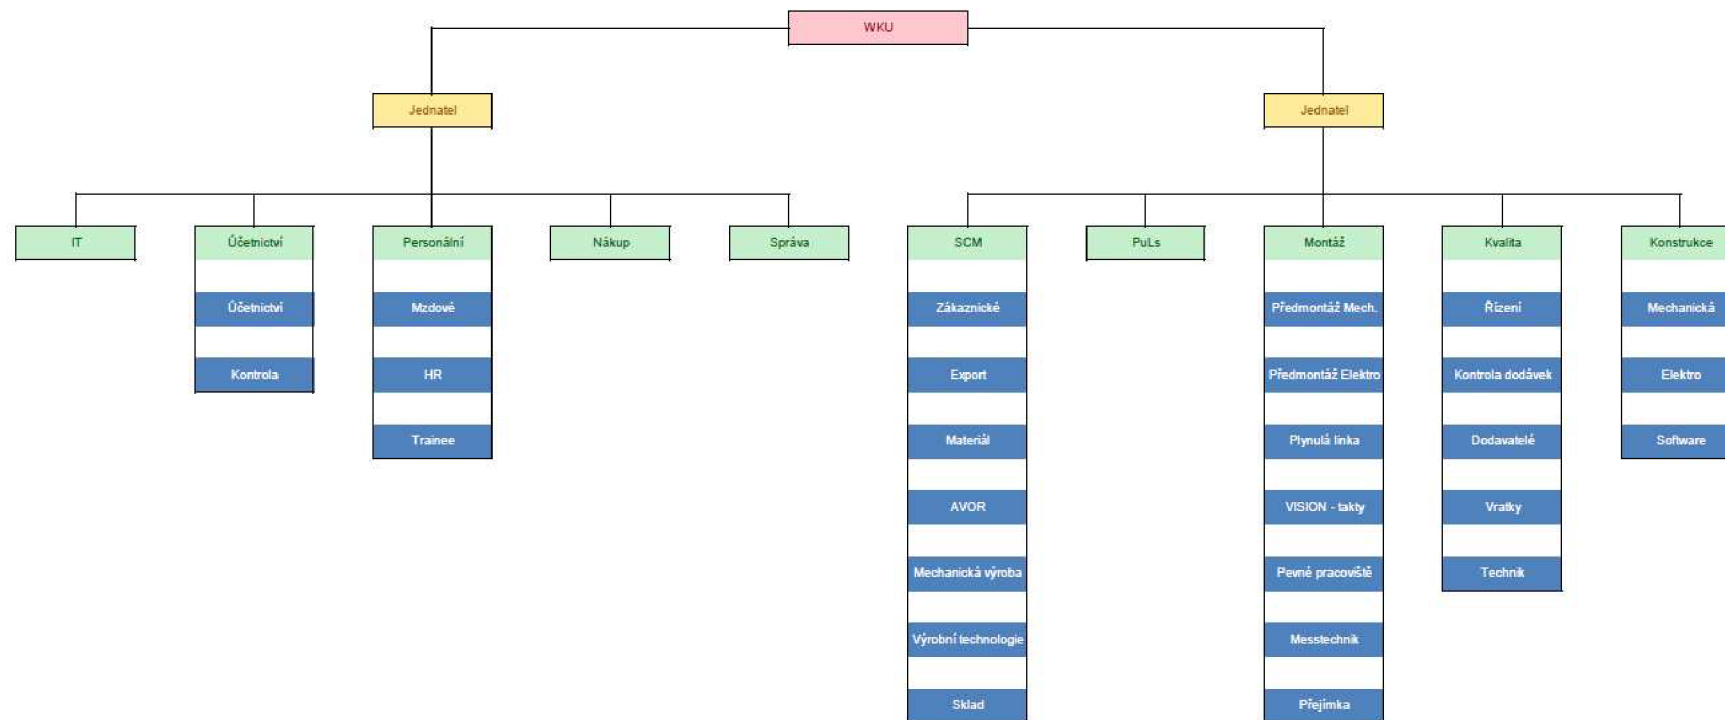 WKU
Jednatel
Jednatel
IT
Účetnictví
Personální
Nákup
Správa
SCM
PuLs
Montáž
Kvalita
Konstrukce
Účetnictví
Mzdové
Zákaznické
Předmontáž Mech.
Řízení
Mechanická
Kontrola
HR
Export
Předmontáž Elektro
Kontrola dodávek
Elektro
Trainee
Materiál
Plynulá linka
Dodavatelé
Software
AVOR
VISION - takty
Vratky
Mechanická výroba
Pevné pracoviště
Technik
Výrobní technologie
Messtechnik
Sklad
Přejímka